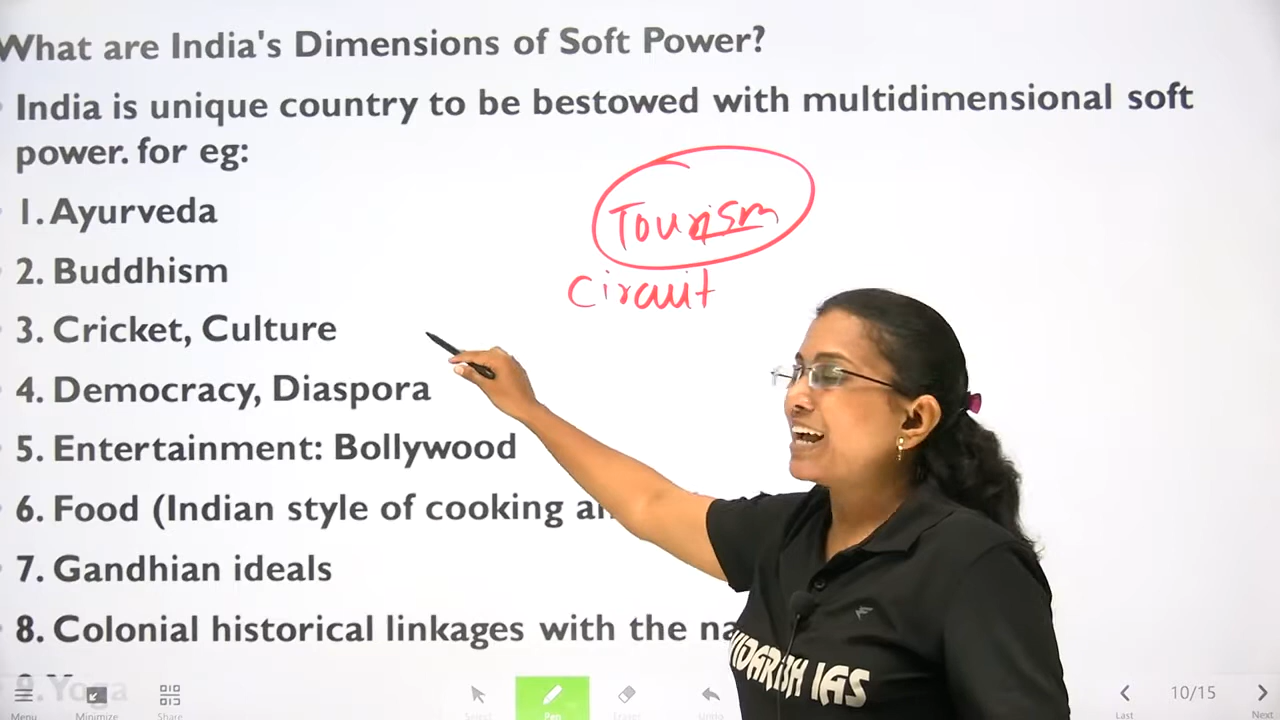 What are India's Dimensions of Soft Power?
India is unique country to be bestowed with multidimensional soft
power. for eg:
1. Ayurveda
2. Buddhism
3. Cricket, Culture
4. Democracy, Diaspora
5. Entertainment: Bollywood
6. Food (Indian style of cooking
7. Gandhian ideals
8. Colonial historical linkages with the
9. Yoga
Tourism
Circuit
IAS
Menu
Minimize
Share
Select
Pen
Eraser
Undo
Last
10/15
Next